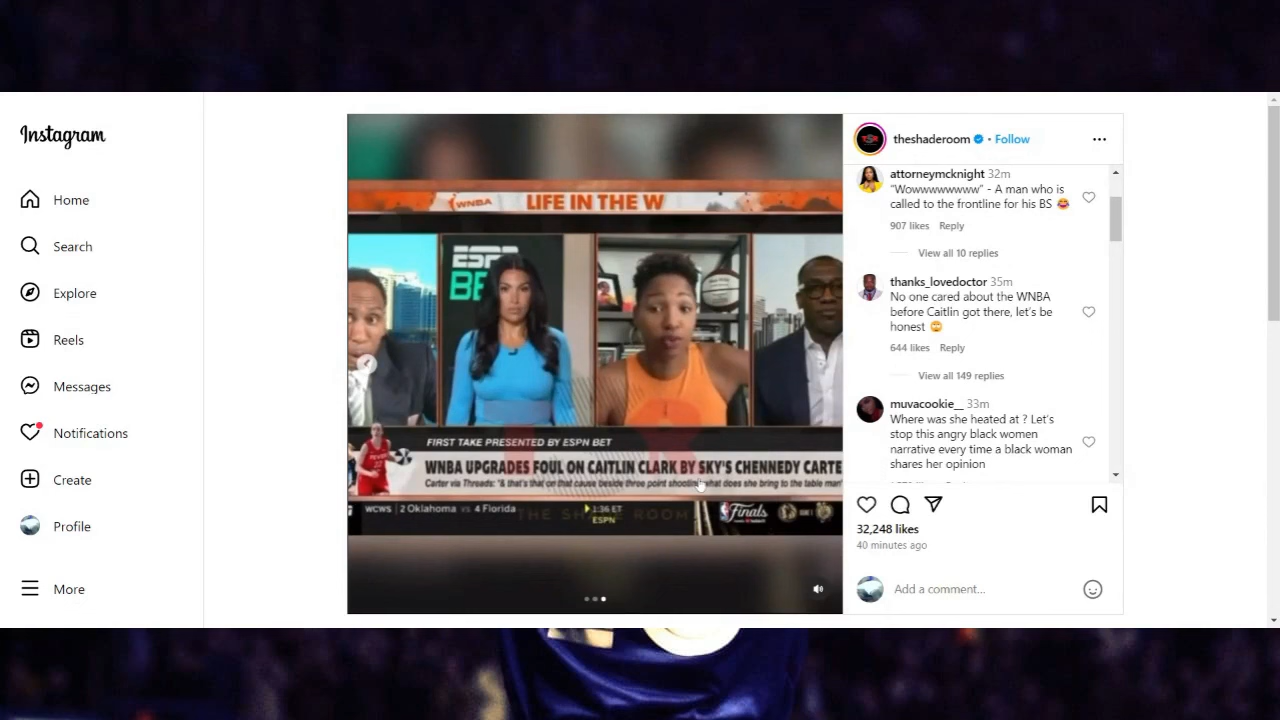 Instagram
Home
Search
Explore
Reels
Messages
Notifications
Create
Profile
More
WNBA
LIFE IN THE W
ESPN
BE
FIRST TAKE PRESENTED BY ESPN BET
WNBA UPGRADES FOUL ON CAITLIN CLARK BY SKY'S CHENNEDY CARTE
Carter via Threads: "& that's that on that cause beside three point shooting what does she bring to the table man"
WCWS 2 Oklahoma vs 4 Florida
1:36 ET
ESPN
THE SHADE ROOM
Finals
theshaderoom • Follow
attorneymcknight 32m
"Wowwwwwwww" - A man who is
called to the frontline for his BS 😂
907 likes Reply
View all 10 replies
thanks_lovedoctor 35m
No one cared about the WNBA
before Caitlin got there, let's be
honest 🙄
644 likes Reply
View all 149 replies
muvacookie__ 33m
Where was she heated at ? Let's
stop this angry black women
narrative every time a black woman
shares her opinion
32,248 likes
40 minutes ago
Add a comment...